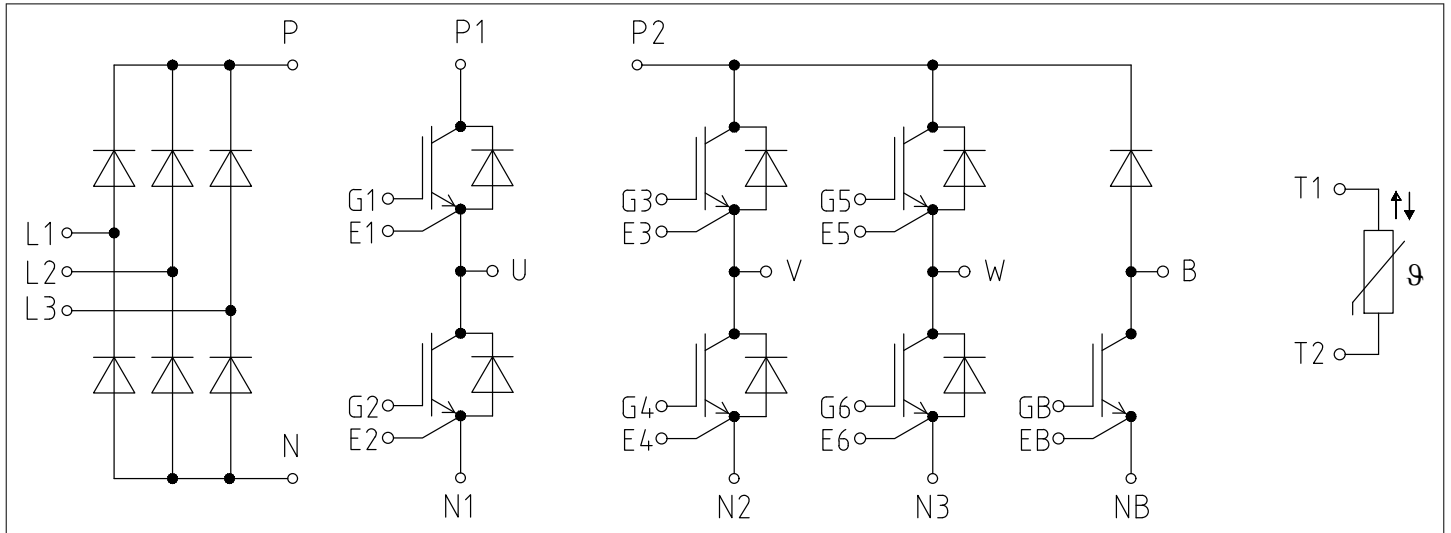 P P1 P2
G1 G3 G5
T1
L1 E1 E3 E5
L2 U V W B ϑ
L3
T2
G2 G4 G6 GB
E2 E4 E6 EB
N
N1 N2 N3 NB